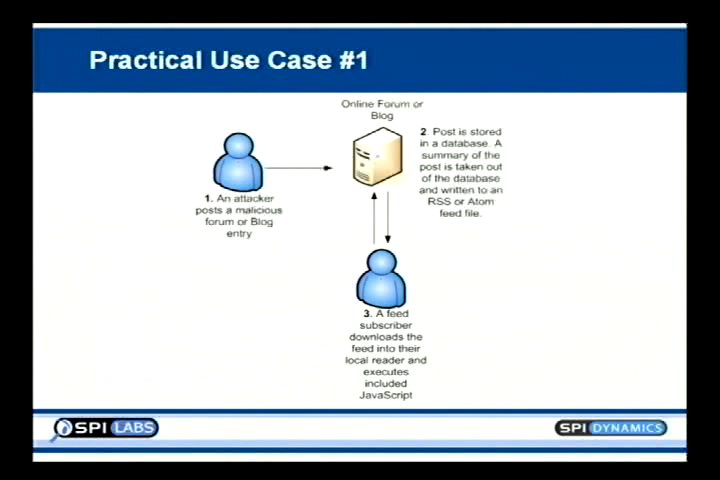 Practical Use Case #1
Online Forum or
Blog
1. An attacker
posts a malicious
forum or Blog
entry
2. Post is stored
in a database. A
summary of the
post is taken out
of the database
and written to an
RSS or Atom
feed file.
3. A feed
subscriber
downloads the
feed into their
local reader and
executes
included
JavaScript
SPI LABS
SPI DYNAMICS